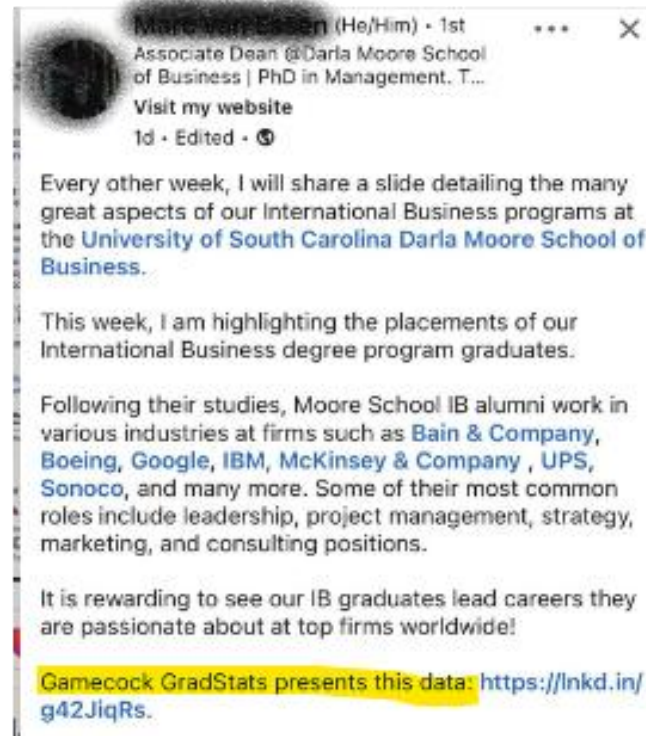 (He/Him) • 1st
Associate Dean @Darla Moore School
of Business | PhD in Management. T...
Visit my website
1d • Edited •
Every other week, I will share a slide detailing the many
great aspects of our International Business programs at
the University of South Carolina Darla Moore School of
Business.
This week, I am highlighting the placements of our
International Business degree program graduates.
Following their studies, Moore School IB alumni work in
various industries at firms such as Bain & Company,
Boeing, Google, IBM, McKinsey & Company , UPS,
Sonoco, and many more. Some of their most common
roles include leadership, project management, strategy,
marketing, and consulting positions.
It is rewarding to see our IB graduates lead careers they
are passionate about at top firms worldwide!
Gamecock GradStats presents this data: https://lnkd.in/
g42JiqRs.